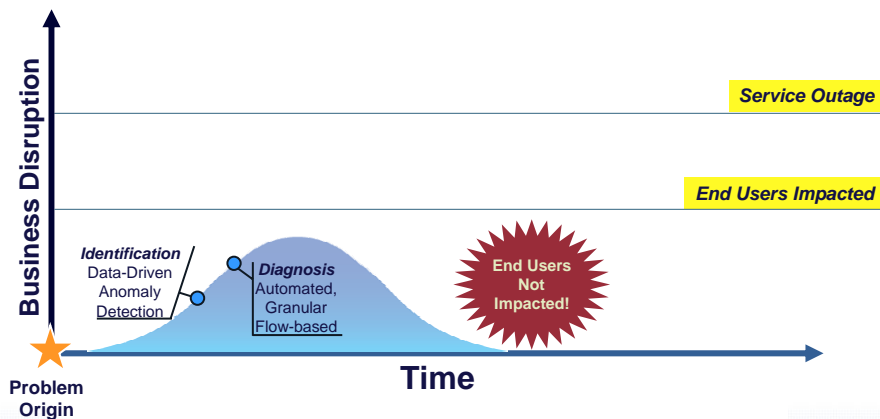 Business Disruption
Service Outage
End Users Impacted
Identification
Data-Driven
Anomaly
Detection
Diagnosis
Automated,
Granular
Flow-based
End Users
Not
Impacted!
Time
Problem
Origin